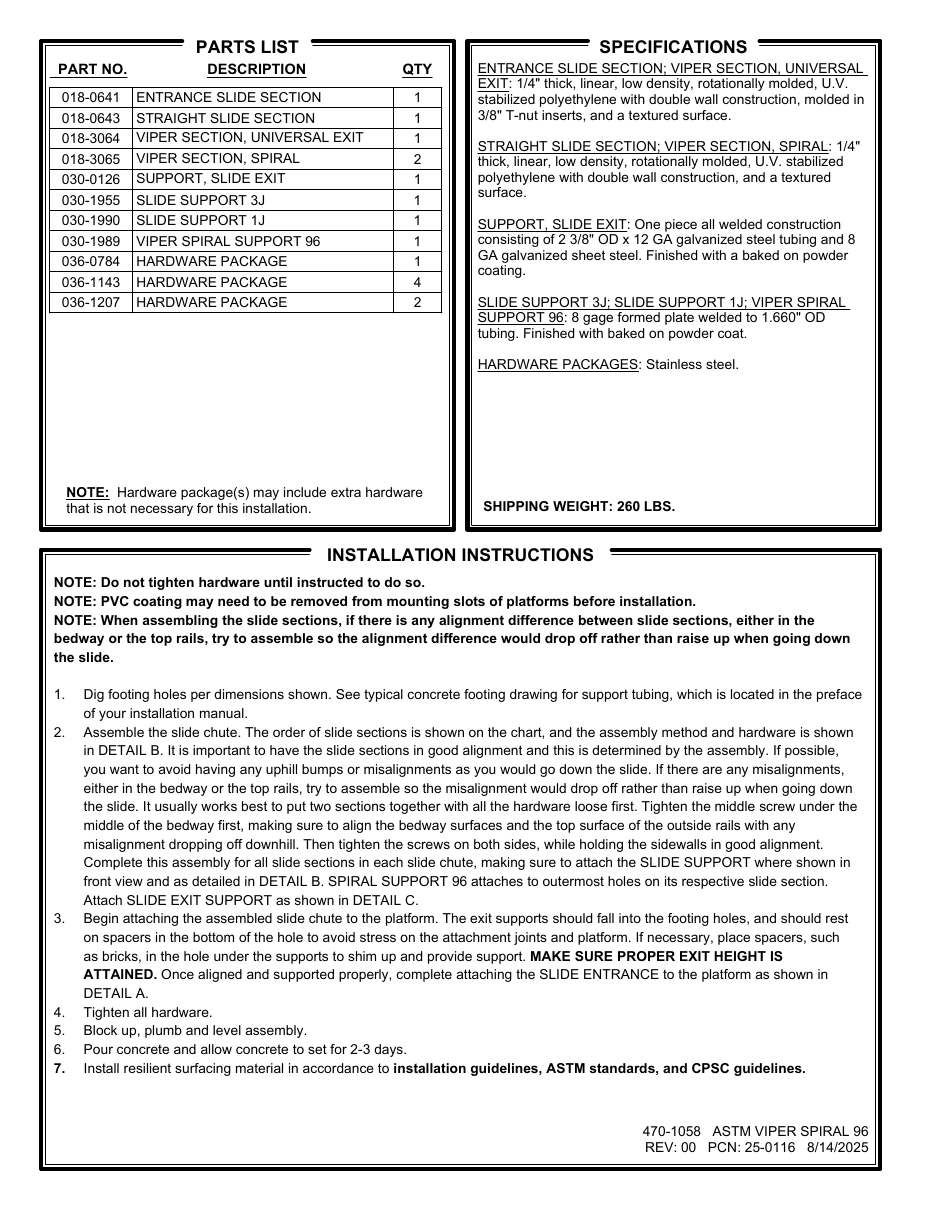 PARTS LIST
PART NO. DESCRIPTION QTY
018-0641 ENTRANCE SLIDE SECTION 1
018-0643 STRAIGHT SLIDE SECTION 1
018-3064 VIPER SECTION, UNIVERSAL EXIT 1
018-3065 VIPER SECTION, SPIRAL 2
030-0126 SUPPORT, SLIDE EXIT 1
030-1955 SLIDE SUPPORT 3J 1
030-1990 SLIDE SUPPORT 1J 1
030-1989 VIPER SPIRAL SUPPORT 96 1
036-0784 HARDWARE PACKAGE 1
036-1143 HARDWARE PACKAGE 4
036-1207 HARDWARE PACKAGE 2
NOTE: Hardware package(s) may include extra hardware
that is not necessary for this installation.
SPECIFICATIONS
ENTRANCE SLIDE SECTION; VIPER SECTION, UNIVERSAL
EXIT: 1/4" thick, linear, low density, rotationally molded, U.V.
stabilized polyethylene with double wall construction, molded in
3/8" T-nut inserts, and a textured surface.
STRAIGHT SLIDE SECTION; VIPER SECTION, SPIRAL: 1/4"
thick, linear, low density, rotationally molded, U.V. stabilized
polyethylene with double wall construction, and a textured
surface.
SUPPORT, SLIDE EXIT: One piece all welded construction
consisting of 2 3/8" OD x 12 GA galvanized steel tubing and 8
GA galvanized sheet steel. Finished with a baked on powder
coating.
SLIDE SUPPORT 3J; SLIDE SUPPORT 1J; VIPER SPIRAL
SUPPORT 96: 8 gage formed plate welded to 1.660" OD
tubing. Finished with baked on powder coat.
HARDWARE PACKAGES: Stainless steel.
SHIPPING WEIGHT: 260 LBS.
INSTALLATION INSTRUCTIONS
NOTE: Do not tighten hardware until instructed to do so.
NOTE: PVC coating may need to be removed from mounting slots of platforms before installation.
NOTE: When assembling the slide sections, if there is any alignment difference between slide sections, either in the
bedway or the top rails, try to assemble so the alignment difference would drop off rather than raise up when going down
the slide.
1. Dig footing holes per dimensions shown. See typical concrete footing drawing for support tubing, which is located in the preface
of your installation manual.
2. Assemble the slide chute. The order of slide sections is shown on the chart, and the assembly method and hardware is shown
in DETAIL B. It is important to have the slide sections in good alignment and this is determined by the assembly. If possible,
you want to avoid having any uphill bumps or misalignments as you would go down the slide. If there are any misalignments,
either in the bedway or the top rails, try to assemble so the misalignment would drop off rather than raise up when going down
the slide. It usually works best to put two sections together with all the hardware loose first. Tighten the middle screw under the
middle of the bedway first, making sure to align the bedway surfaces and the top surface of the outside rails with any
misalignment dropping off downhill. Then tighten the screws on both sides, while holding the sidewalls in good alignment.
Complete this assembly for all slide sections in each slide chute, making sure to attach the SLIDE SUPPORT where shown in
front view and as detailed in DETAIL B. SPIRAL SUPPORT 96 attaches to outermost holes on its respective slide section.
Attach SLIDE EXIT SUPPORT as shown in DETAIL C.
3. Begin attaching the assembled slide chute to the platform. The exit supports should fall into the footing holes, and should rest
on spacers in the bottom of the hole to avoid stress on the attachment joints and platform. If necessary, place spacers, such
as bricks, in the hole under the supports to shim up and provide support. MAKE SURE PROPER EXIT HEIGHT IS
ATTAINED. Once aligned and supported properly, complete attaching the SLIDE ENTRANCE to the platform as shown in
DETAIL A.
4. Tighten all hardware.
5. Block up, plumb and level assembly.
6. Pour concrete and allow concrete to set for 2-3 days.
7. Install resilient surfacing material in accordance to installation guidelines, ASTM standards, and CPSC guidelines.
470-1058 ASTM VIPER SPIRAL 96
REV: 00 PCN: 25-0116 8/14/2025